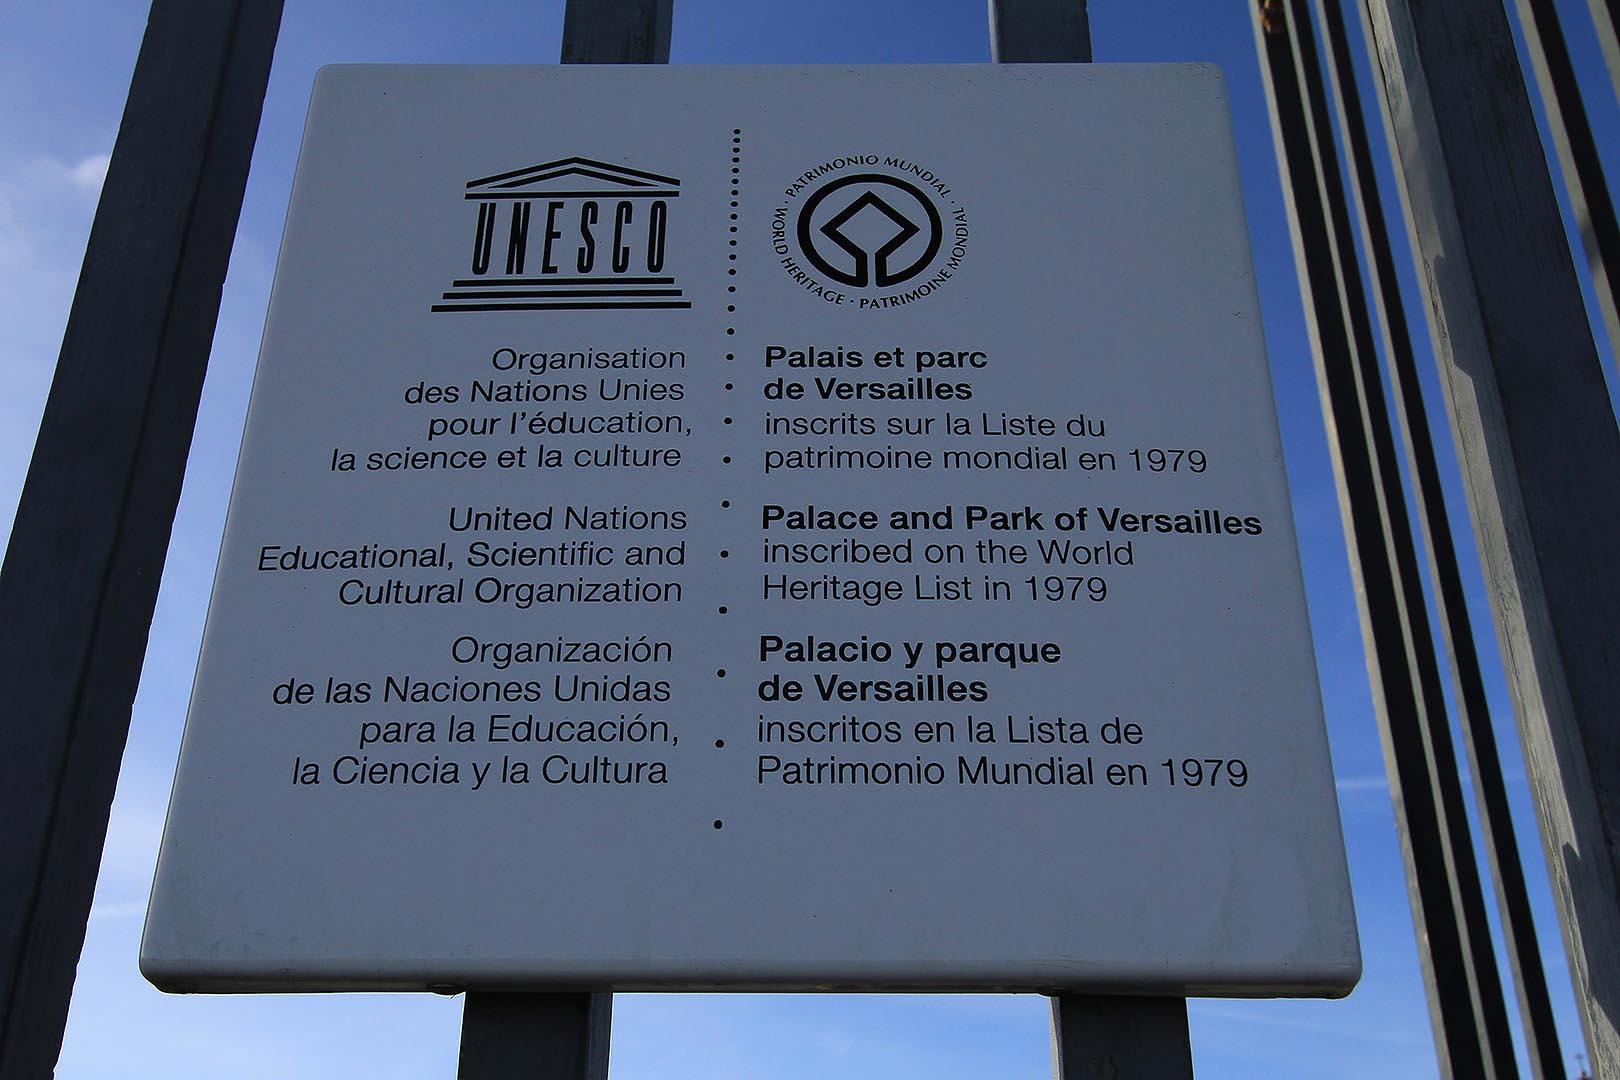 UNESCO
PATRIMONIO MUNDIAL · WORLD HERITAGE · PATRIMOINE MONDIAL ·
Organisation
des Nations Unies
pour l'éducation,
la science et la culture
Palais et parc
de Versailles
inscrits sur la Liste du
patrimoine mondial en 1979
United Nations
Educational, Scientific and
Cultural Organization
Palace and Park of Versailles
inscribed on the World
Heritage List in 1979
Organización
de las Naciones Unidas
para la Educación,
la Ciencia y la Cultura
Palacio y parque
de Versailles
inscritos en la Lista de
Patrimonio Mundial en 1979